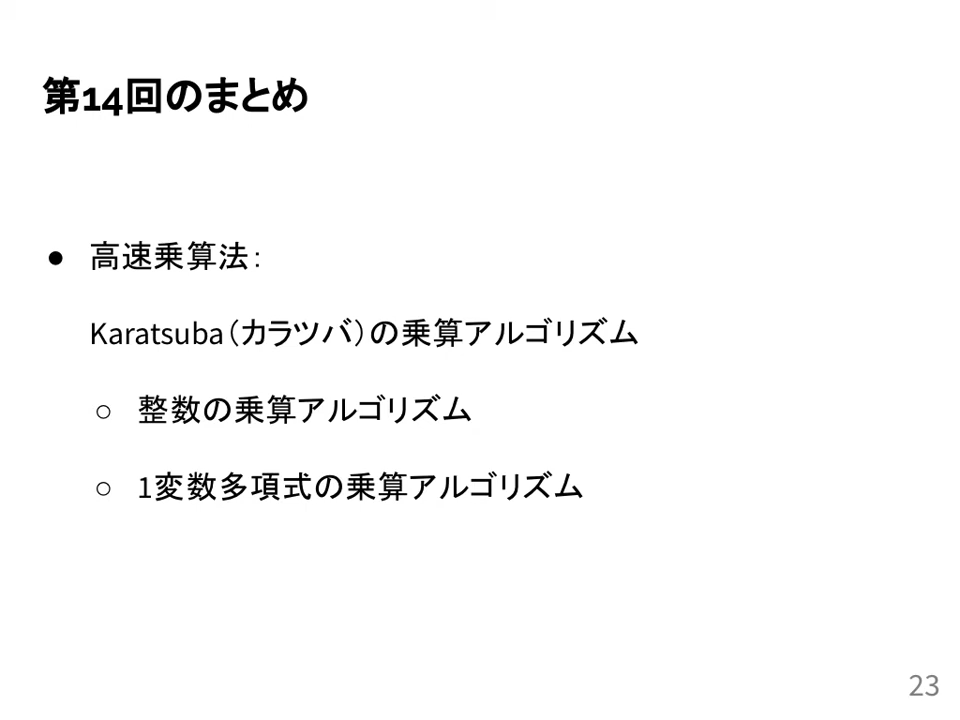 第14回のまとめ
● 高速乗算法：
Karatsuba（カラツバ）の乗算アルゴリズム
○ 整数の乗算アルゴリズム
○ 1変数多項式の乗算アルゴリズム
23